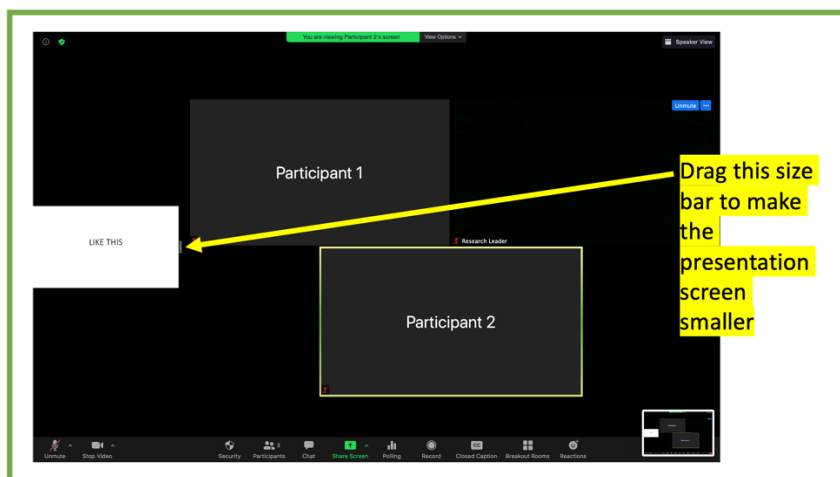 You are viewing Participant 2's screen
View Options
Speaker View
Unmute
Participant 1
Drag this size
bar to make
the
presentation
screen
smaller
LIKE THIS
Research Leader
Participant 2
Unmute
Stop Video
Security
Participants
3
Chat
Share Screen
Polling
Record
CC
Closed Caption
Breakout Rooms
Reactions